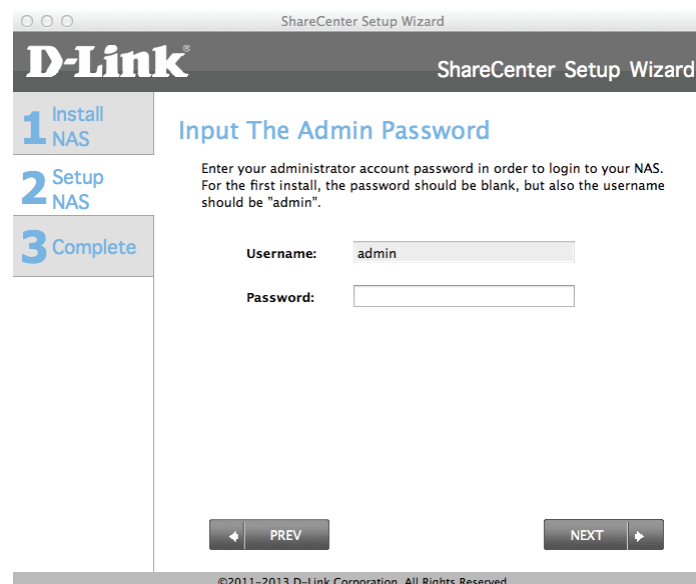 ShareCenter Setup Wizard
D-Link®
ShareCenter Setup Wizard
1 Install
NAS
2 Setup
NAS
3 Complete
Input The Admin Password
Enter your administrator account password in order to login to your NAS.
For the first install, the password should be blank, but also the username
should be "admin".
Username: admin
Password:
PREV
NEXT
©2011-2013 D-Link Corporation. All Rights Reserved.